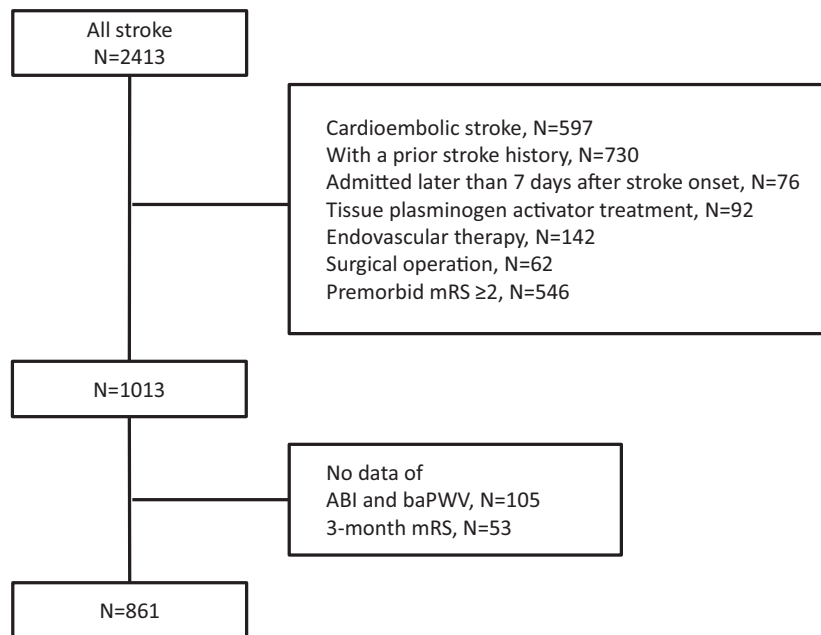 All stroke
N=2413
Cardioembolic stroke, N=597
With a prior stroke history, N=730
Admitted later than 7 days after stroke onset, N=76
Tissue plasminogen activator treatment, N=92
Endovascular therapy, N=142
Surgical operation, N=62
Premorbid mRS ≥2, N=546
N=1013
No data of
ABI and baPWV, N=105
3-month mRS, N=53
N=861